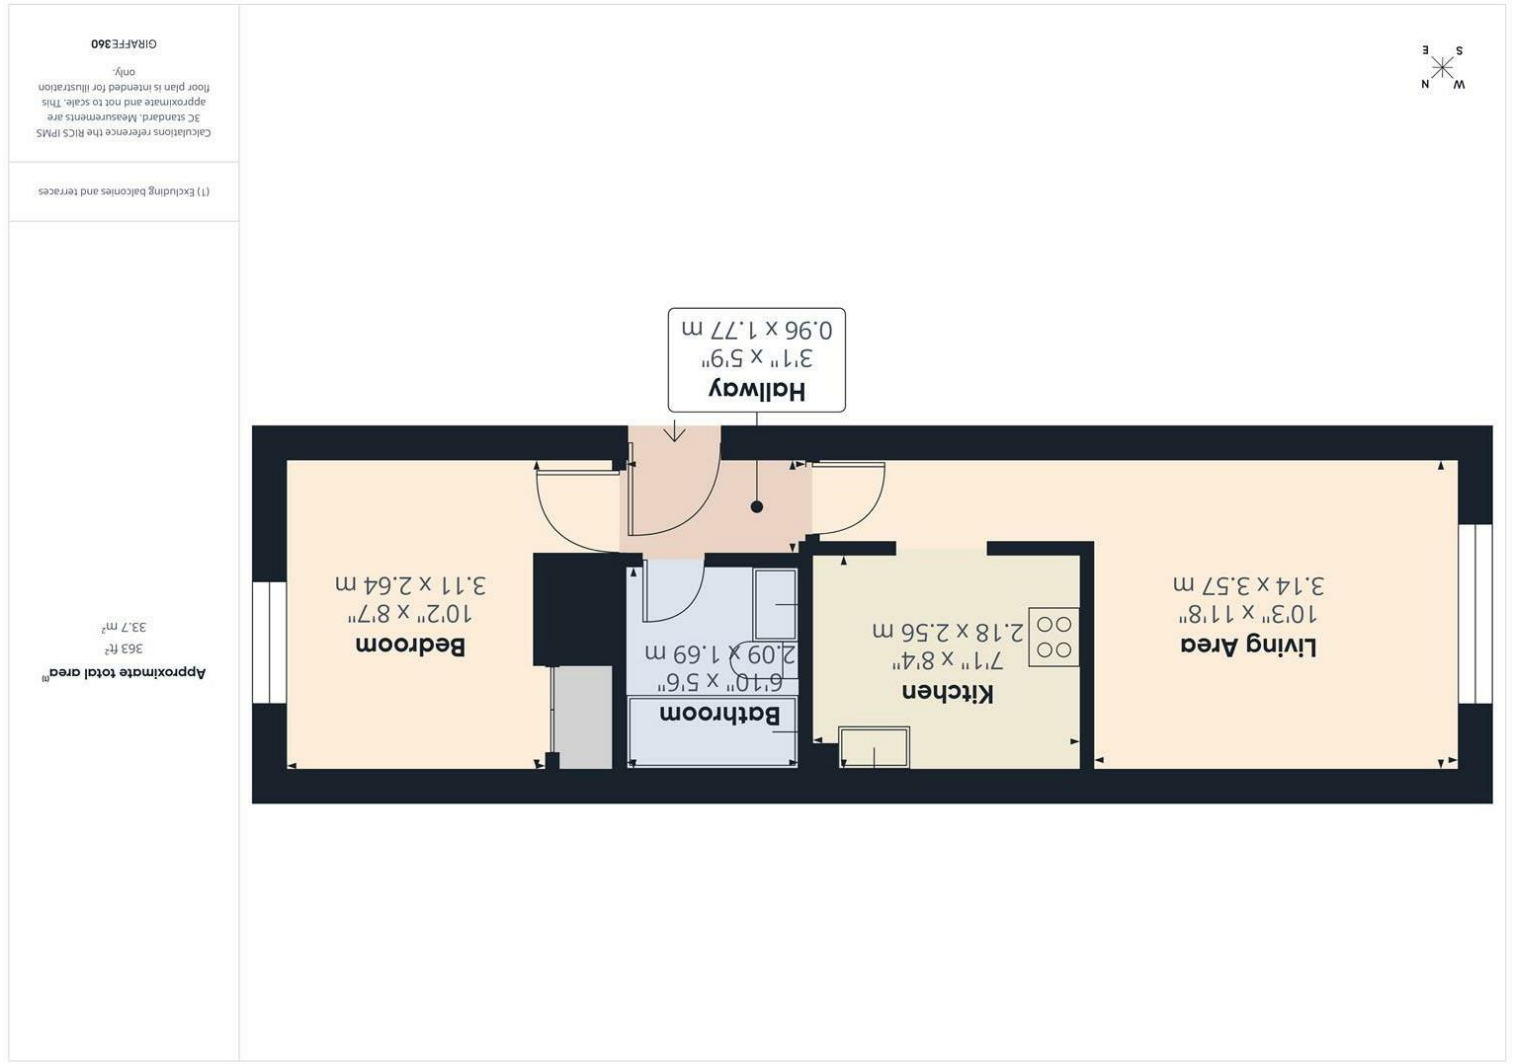 Living Area
10'3" x 11'8"
3.14 x 3.57 m
Kitchen
7'1" x 8'4"
2.18 x 2.56 m
Bathroom
6'10" x 5'6"
2.09 x 1.69 m
Bedroom
10'2" x 8'7"
3.11 x 2.64 m
Hallway
3'1" x 5'9"
0.96 x 1.77 m
W N
S E
Approximate total area(1)
363 ft²
33.7 m²
(1) Excluding balconies and terraces
Calculations reference the RICS IPMS
3C standard. Measurements are
approximate and not to scale. This
floor plan is intended for illustration
only.
GIRAFFE360